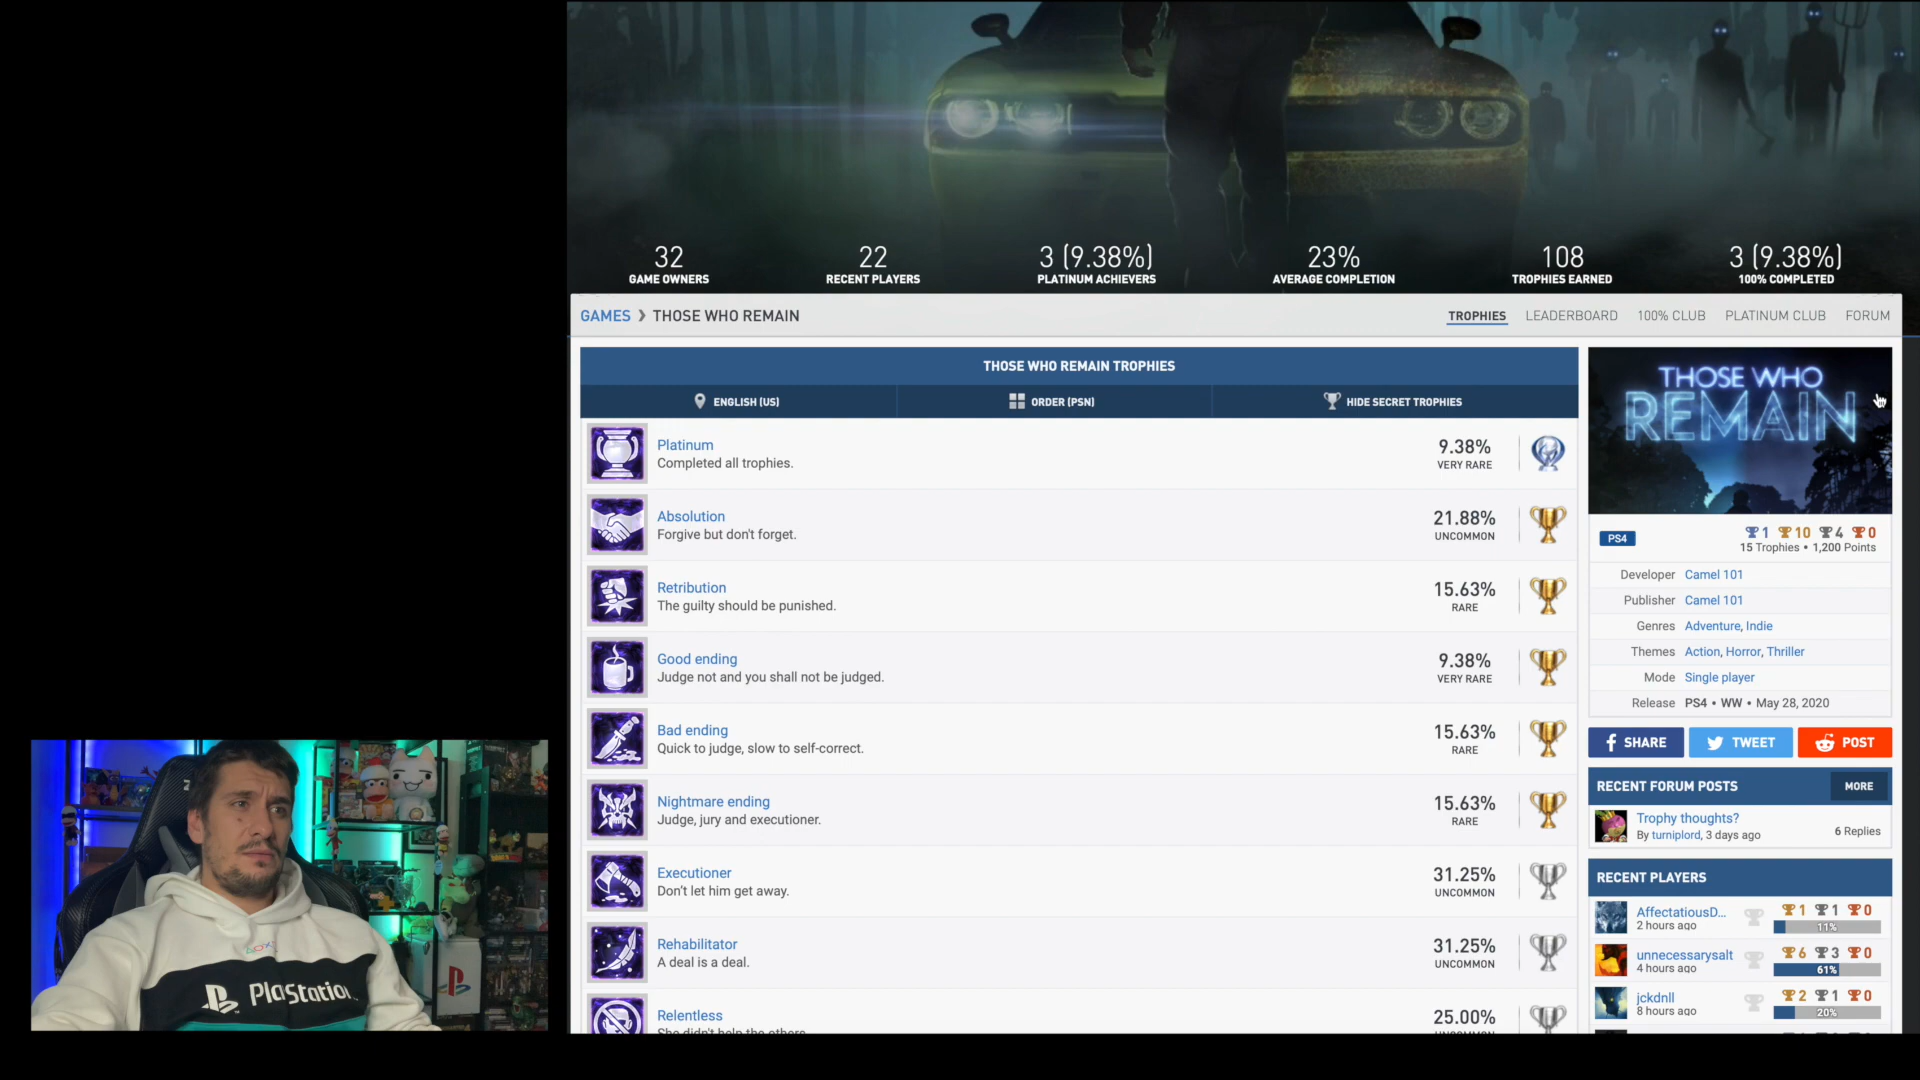 32
GAME OWNERS
22
RECENT PLAYERS
3 (9.38%)
PLATINUM ACHIEVERS
23%
AVERAGE COMPLETION
108
TROPHIES EARNED
3 (9.38%)
100% COMPLETED
GAMES › THOSE WHO REMAIN
TROPHIES LEADERBOARD 100% CLUB PLATINUM CLUB FORUM
THOSE WHO REMAIN TROPHIES
ENGLISH (US) ORDER (PSN) HIDE SECRET TROPHIES
Platinum
Completed all trophies.
9.38%
VERY RARE
Absolution
Forgive but don't forget.
21.88%
UNCOMMON
Retribution
The guilty should be punished.
15.63%
RARE
Good ending
Judge not and you shall not be judged.
9.38%
VERY RARE
Bad ending
Quick to judge, slow to self-correct.
15.63%
RARE
Nightmare ending
Judge, jury and executioner.
15.63%
RARE
Executioner
Don't let him get away.
31.25%
UNCOMMON
Rehabilitator
A deal is a deal.
31.25%
UNCOMMON
Relentless
She didn't help the others
25.00%
UNCOMMON
THOSE WHO
REMAIN
PS4
1 10 4 0
15 Trophies • 1,200 Points
Developer Camel 101
Publisher Camel 101
Genres Adventure, Indie
Themes Action, Horror, Thriller
Mode Single player
Release PS4 • WW • May 28, 2020
SHARE TWEET POST
RECENT FORUM POSTS MORE
Trophy thoughts?
By turniplord, 3 days ago
6 Replies
RECENT PLAYERS
AffectatiousD...
2 hours ago
1 1 0
11%
unnecessarysalt
4 hours ago
6 3 0
61%
jckdnll
8 hours ago
2 1 0
20%
PlaStation